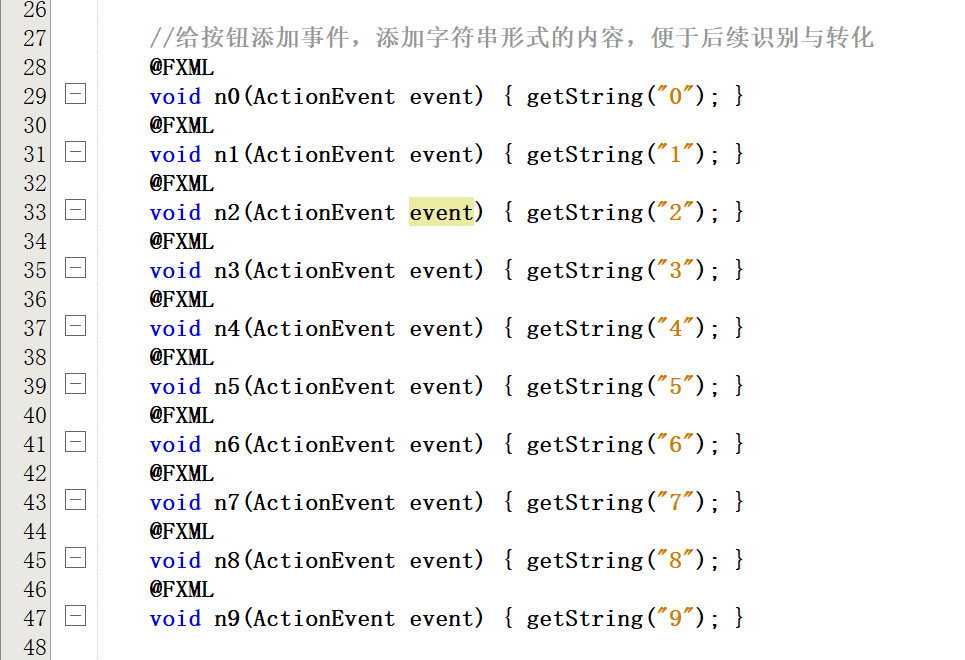 26
27 //给按钮添加事件，添加字符串形式的内容，便于后续识别与转化
28 @FXML
29 void n0(ActionEvent event) { getString("0"); }
30 @FXML
31 void n1(ActionEvent event) { getString("1"); }
32 @FXML
33 void n2(ActionEvent event) { getString("2"); }
34 @FXML
35 void n3(ActionEvent event) { getString("3"); }
36 @FXML
37 void n4(ActionEvent event) { getString("4"); }
38 @FXML
39 void n5(ActionEvent event) { getString("5"); }
40 @FXML
41 void n6(ActionEvent event) { getString("6"); }
42 @FXML
43 void n7(ActionEvent event) { getString("7"); }
44 @FXML
45 void n8(ActionEvent event) { getString("8"); }
46 @FXML
47 void n9(ActionEvent event) { getString("9"); }
48